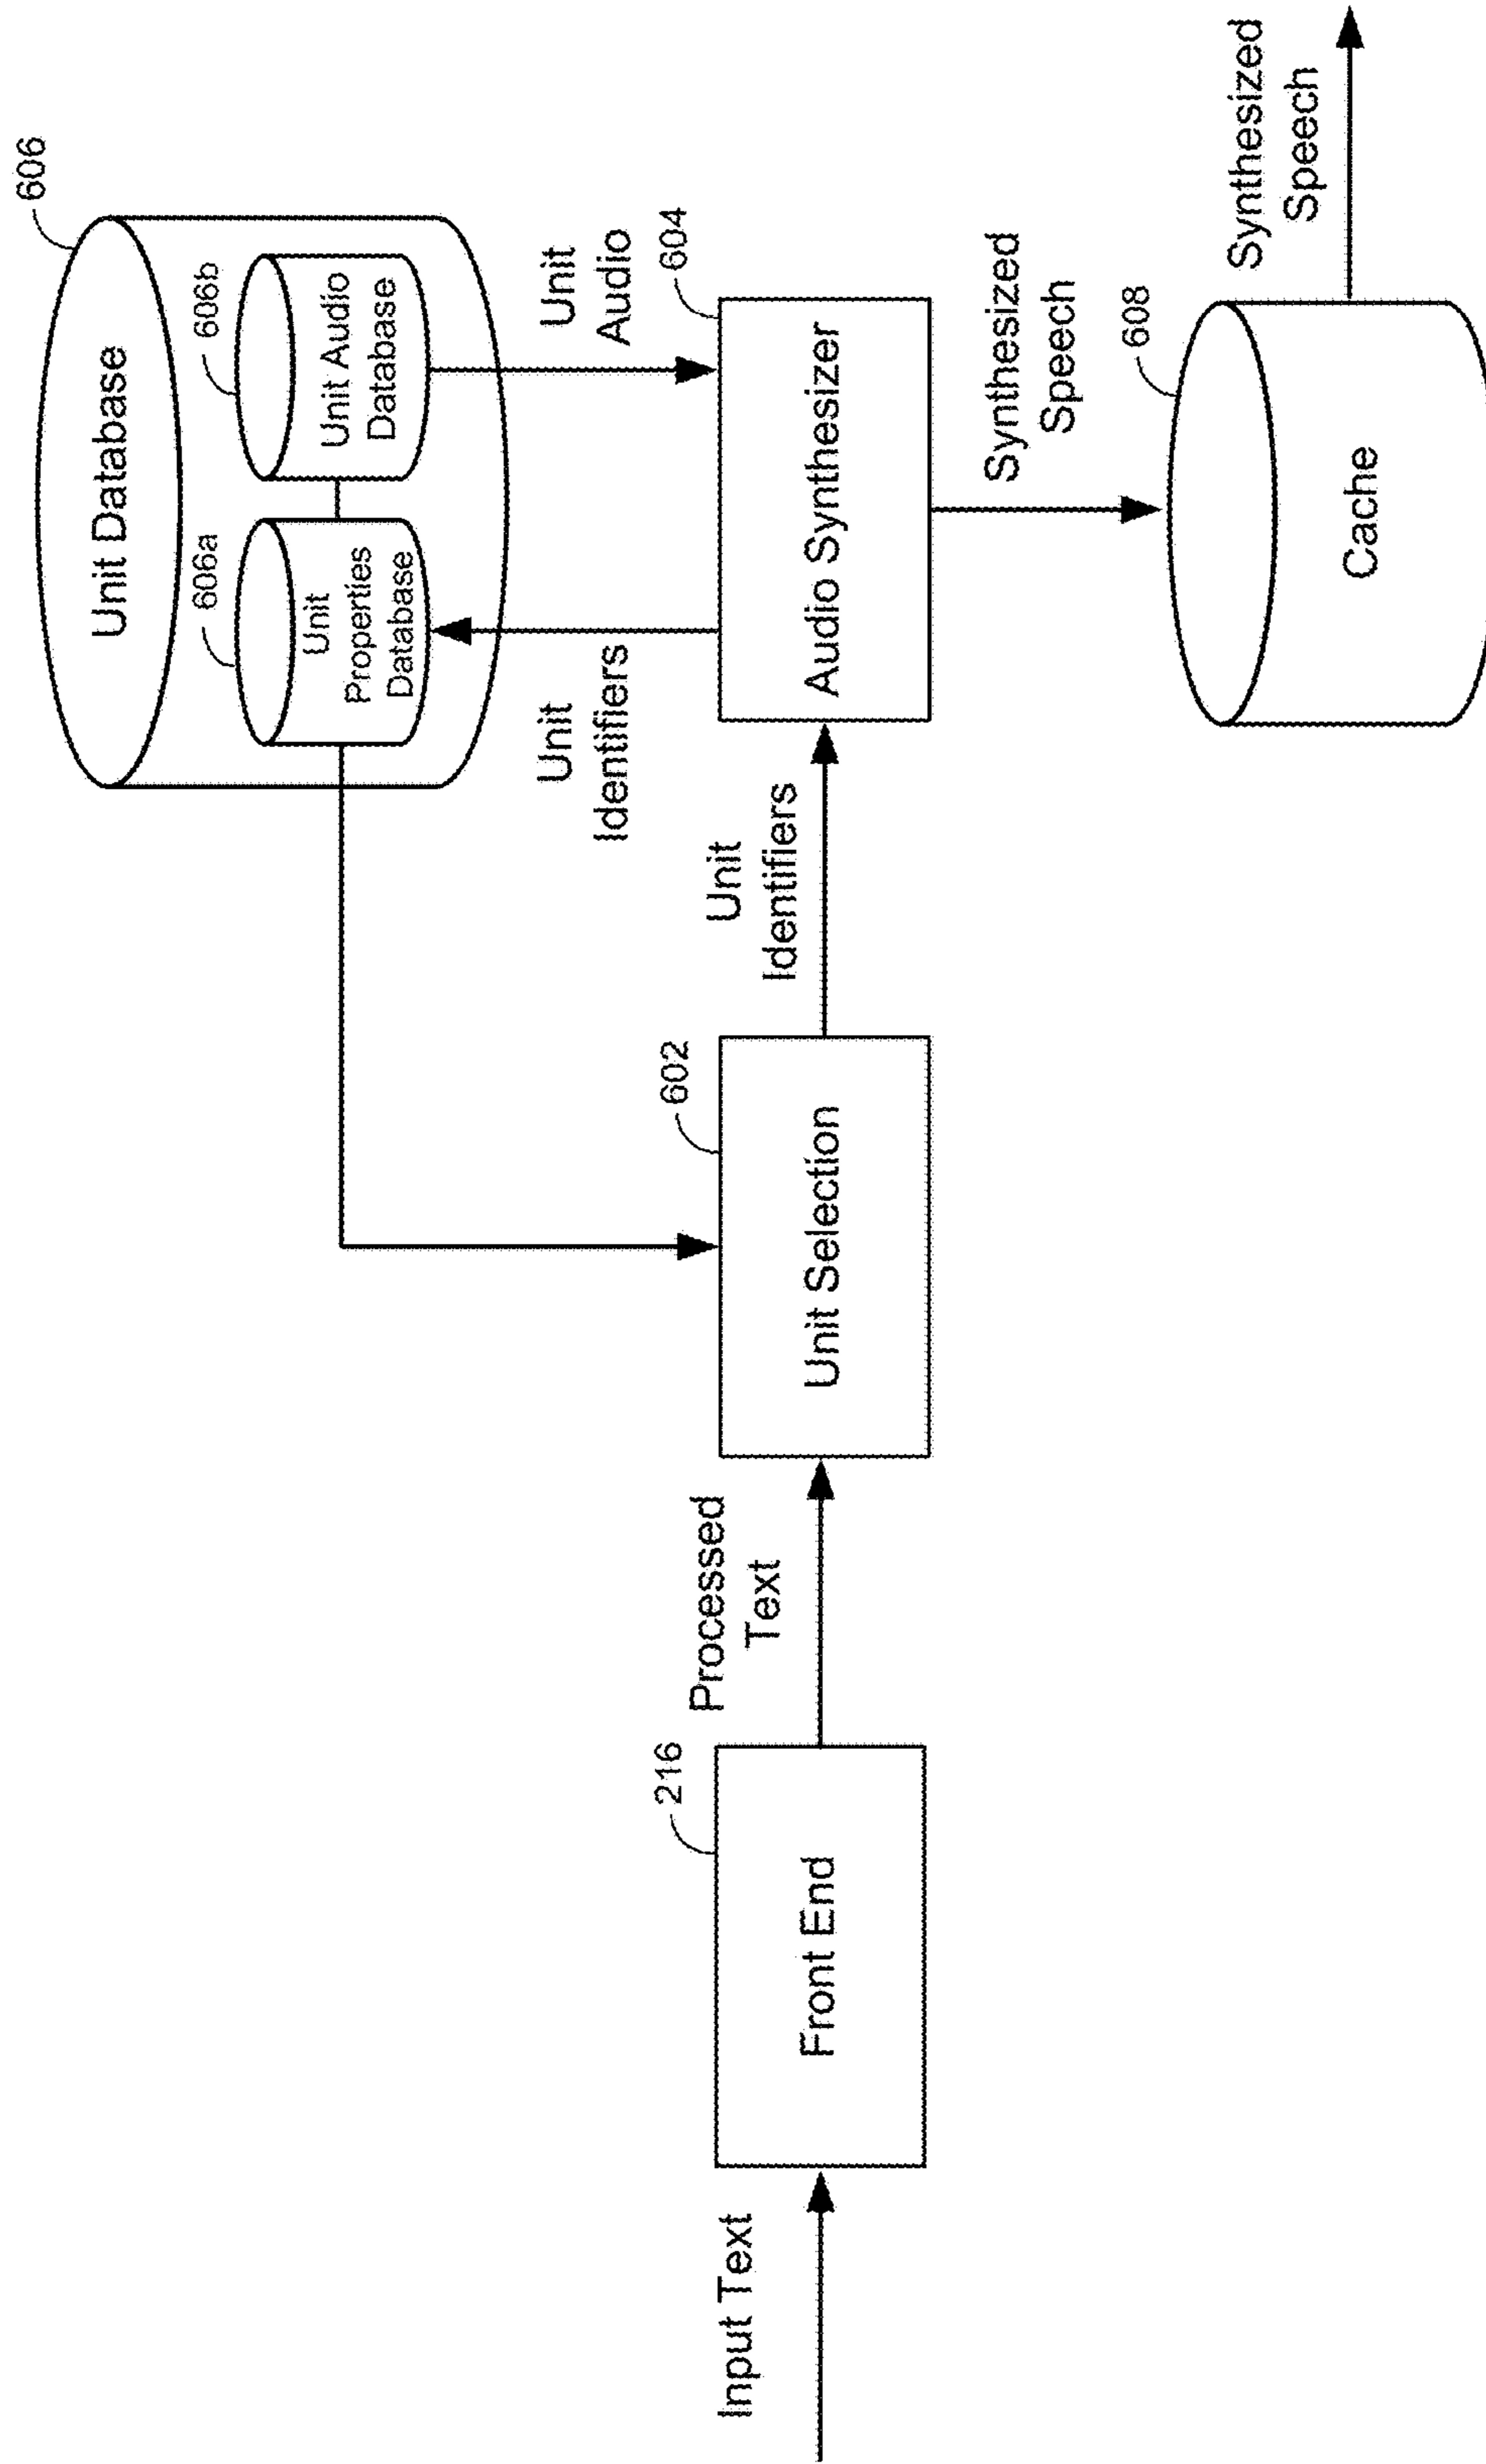 606
Unit Database
606a
606b
Unit
Properties
Database
Unit Audio
Database
Unit
Identifiers
Unit
Audio
Input Text
216
Front End
Processed
Text
602
Unit Selection
Unit
Identifiers
604
Audio Synthesizer
Synthesized
Speech
608
Cache
Synthesized
Speech